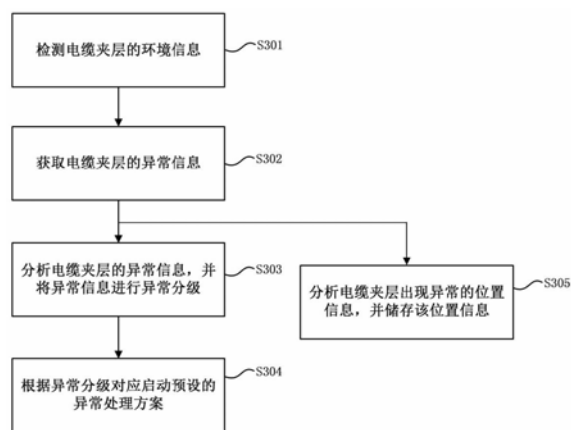 检测电缆夹层的环境信息
S301
获取电缆夹层的异常信息
S302
分析电缆夹层的异常信息，并
将异常信息进行异常分级
S303
分析电缆夹层出现异常的位置
信息，并储存该位置信息
S305
根据异常分级对应启动预设的
异常处理方案
S304